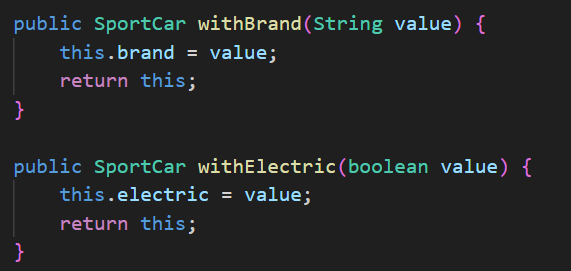 public SportCar withBrand(String value) {
    this.brand = value;
    return this;
}

public SportCar withElectric(boolean value) {
    this.electric = value;
    return this;
}